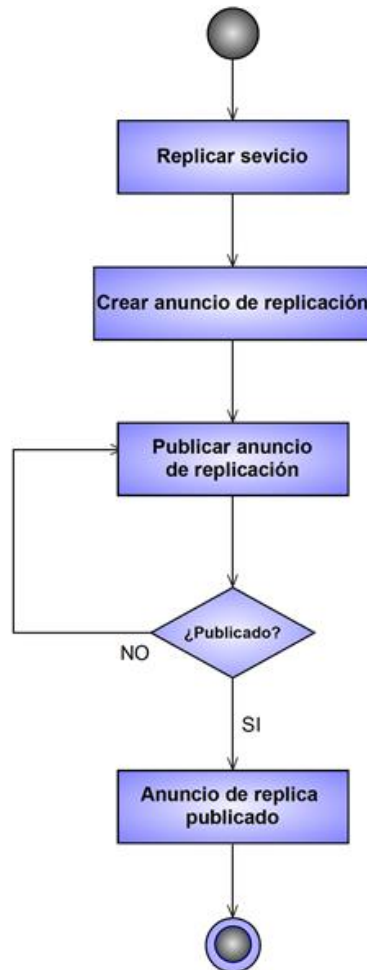 Replicar sevicio
Crear anuncio de replicación
Publicar anuncio
de replicación
¿Publicado?
NO
SI
Anuncio de replica
publicado